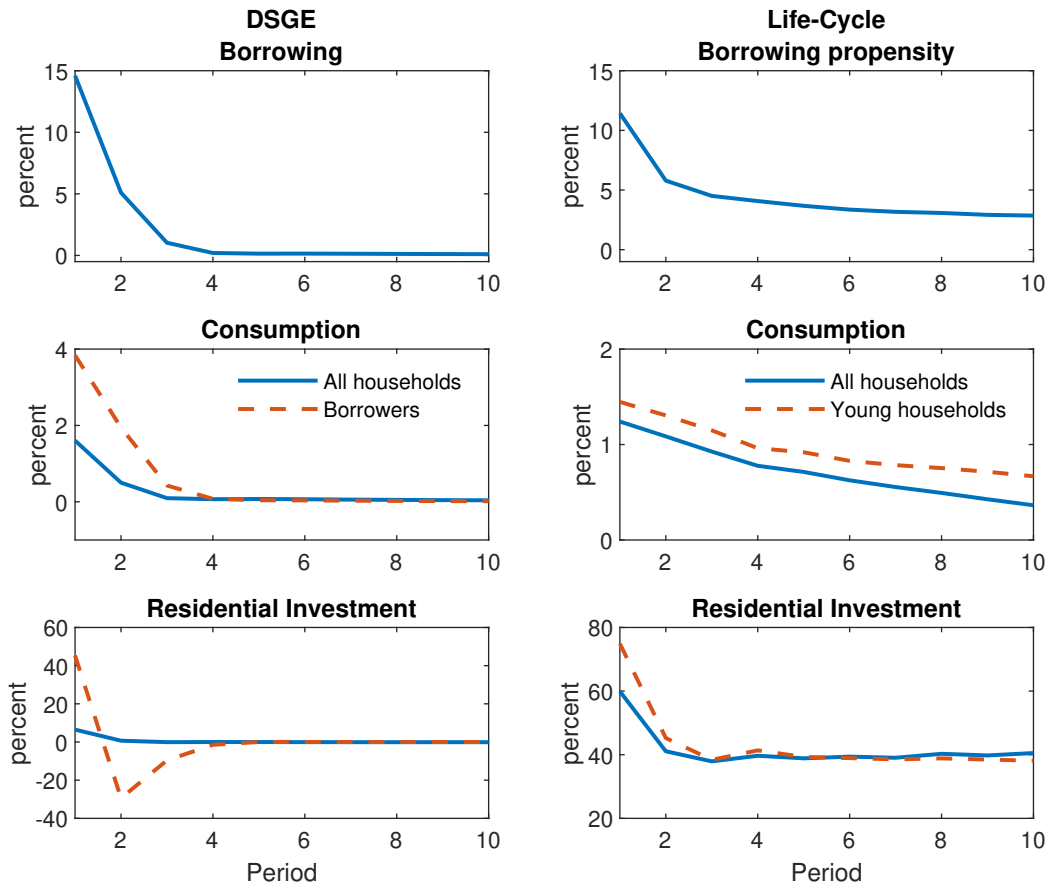 DSGE
Borrowing
15
10
5
0
percent
2
4
6
8
10
Life-Cycle
Borrowing propensity
15
10
5
0
percent
2
4
6
8
10
Consumption
4
2
0
percent
All households
Borrowers
2
4
6
8
10
Consumption
2
1
0
percent
All households
Young households
2
4
6
8
10
Residential Investment
60
40
20
0
-20
-40
percent
2
4
6
8
10
Period
Residential Investment
80
60
40
20
percent
2
4
6
8
10
Period